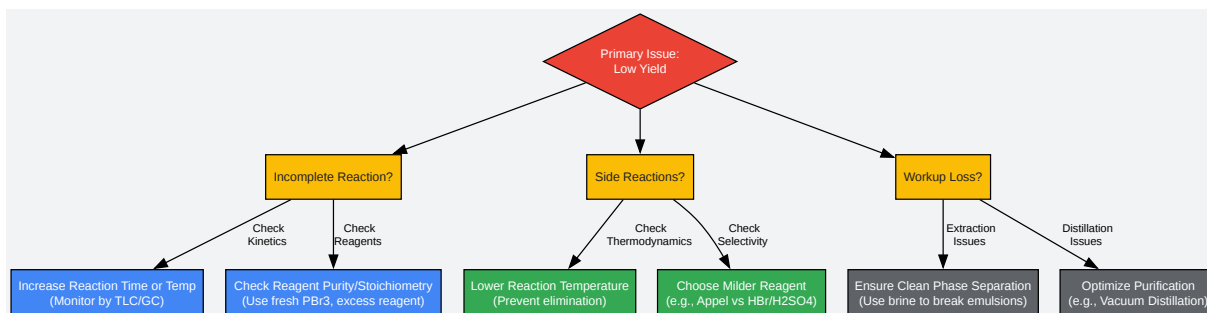 Primary Issue:
Low Yield
Incomplete Reaction?
Side Reactions?
Workup Loss?
Check
Kinetics
Check
Reagents
Check
Thermodynamics
Check
Selectivity
Extraction
Issues
Distillation
Issues
Increase Reaction Time or Temp
(Monitor by TLC/GC)
Check Reagent Purity/Stoichiometry
(Use fresh PBr3, excess reagent)
Lower Reaction Temperature
(Prevent elimination)
Choose Milder Reagent
(e.g., Appel vs HBr/H2SO4)
Ensure Clean Phase Separation
(Use brine to break emulsions)
Optimize Purification
(e.g., Vacuum Distillation)